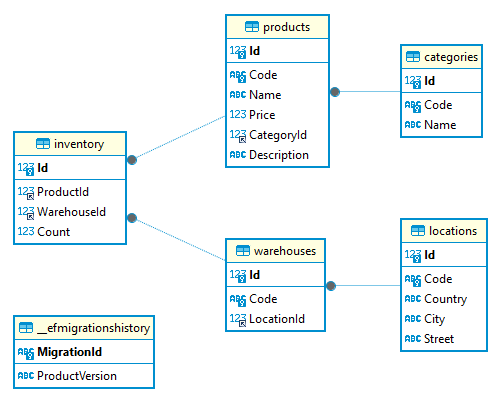 products
123 Id
ABC Code
ABC Name
123 Price
123 CategoryId
ABC Description
categories
123 Id
ABC Code
ABC Name
inventory
123 Id
123 ProductId
123 WarehouseId
123 Count
warehouses
123 Id
ABC Code
123 LocationId
locations
123 Id
ABC Code
ABC Country
ABC City
ABC Street
__efmigrationshistory
ABC MigrationId
ABC ProductVersion